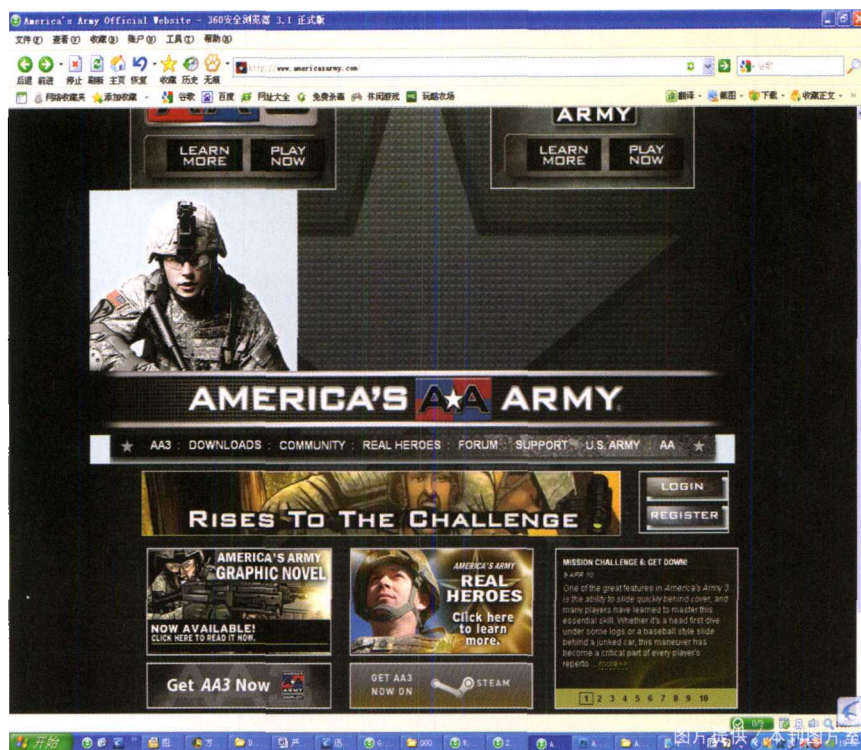 America's Army Official Website - 360安全浏览器 3.1 正式版
文件(F) 查看(V) 收藏(B) 账户(U) 工具(T) 帮助(H)
后退 前进 停止 刷新 主页 恢复 收藏 历史 无痕
http://www.americasarmy.com/
谷歌
网络收藏夹 添加收藏 谷歌 百度 网址大全 免费杀毒 休闲游戏 玩酷农场 翻译 截图 下载 收藏正文
ARMY
LEARN MORE PLAY NOW
LEARN MORE PLAY NOW
AMERICA'S AA ARMY
AA3 : DOWNLOADS : COMMUNITY : REAL HEROES : FORUM SUPPORT U.S. ARMY : AA
RISES TO THE CHALLENGE
LOGIN
REGISTER
AMERICA'S ARMY
GRAPHIC NOVEL
NOW AVAILABLE!
CLICK HERE TO READ IT NOW.
AMERICA'S ARMY
REAL
HEROES
Click here
to learn
more.
MISSION CHALLENGE 6: GET DOWN!
9 APR 10
One of the great features in America's Army 3
is the ability to slide quickly behind cover, and
many players have learned to master this
essential skill. Whether it's a head first dive
under some logs or a baseball style slide
behind a junked car, this maneuver has
become a critical part of every player's
reperto ... more>>
1 2 3 4 5 6 7 8 9 10
Get AA3 Now
GET AA3
NOW ON
STEAM
开始
图片提供/本刊图片室